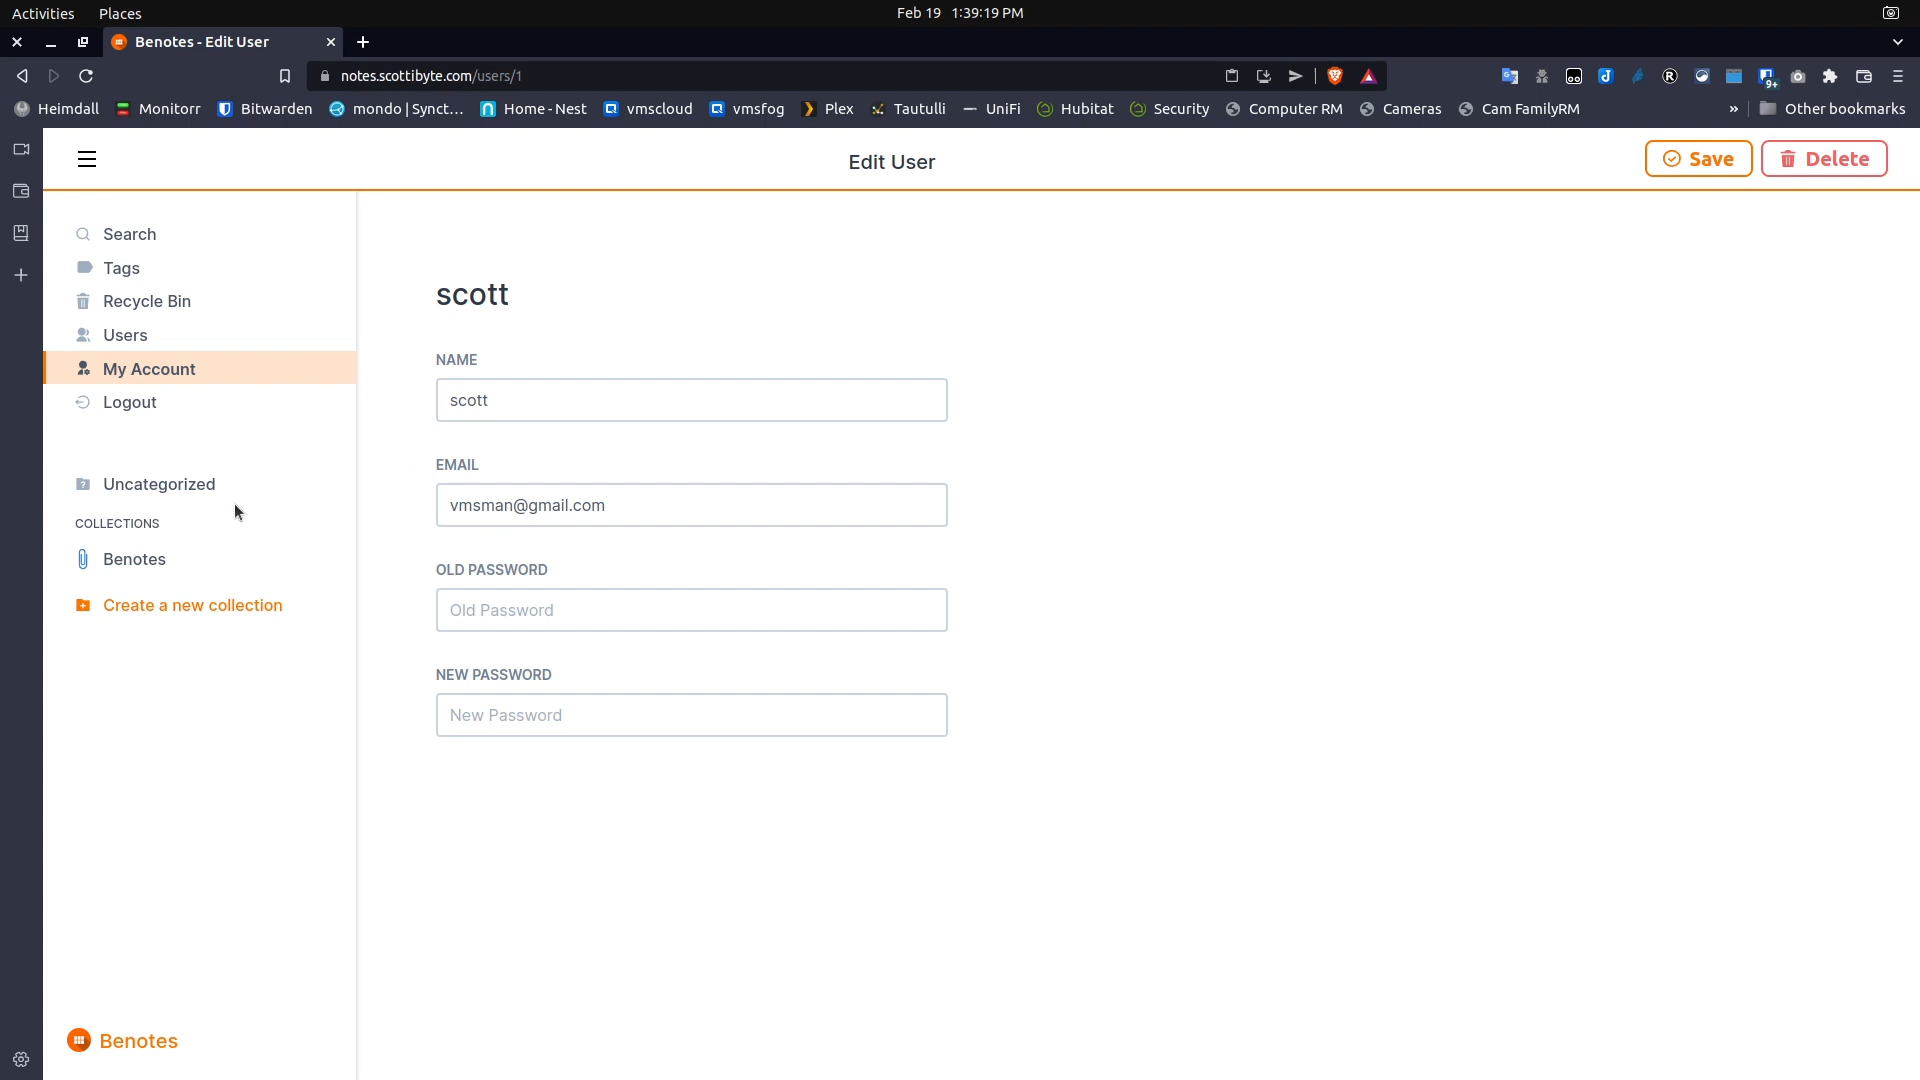 Activities Places Feb 19 1:39:19 PM
Benotes - Edit User
notes.scottibyte.com/users/1
9+
Heimdall Monitorr Bitwarden mondo | Synct... Home - Nest vmscloud vmsfog Plex Tautulli UniFi Hubitat Security Computer RM Cameras Cam FamilyRM » Other bookmarks
Edit User
Save
Delete
Search
Tags
Recycle Bin
Users
My Account
Logout
Uncategorized
COLLECTIONS
Benotes
Create a new collection
Benotes
scott
NAME
scott
EMAIL
vmsman@gmail.com
OLD PASSWORD
Old Password
NEW PASSWORD
New Password